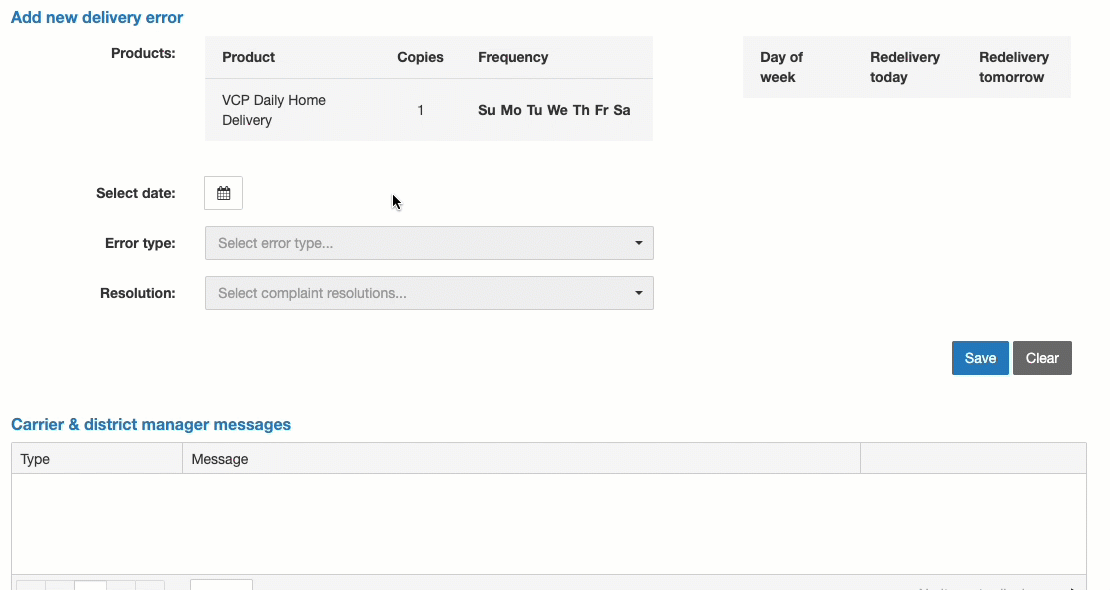 Add new delivery error
Products:
Product Copies Frequency
VCP Daily Home
Delivery
1
Su Mo Tu We Th Fr Sa
Day of
week
Redelivery
today
Redelivery
tomorrow
Select date:
Error type:
Select error type...
Resolution:
Select complaint resolutions...
Save
Clear
Carrier & district manager messages
Type Message